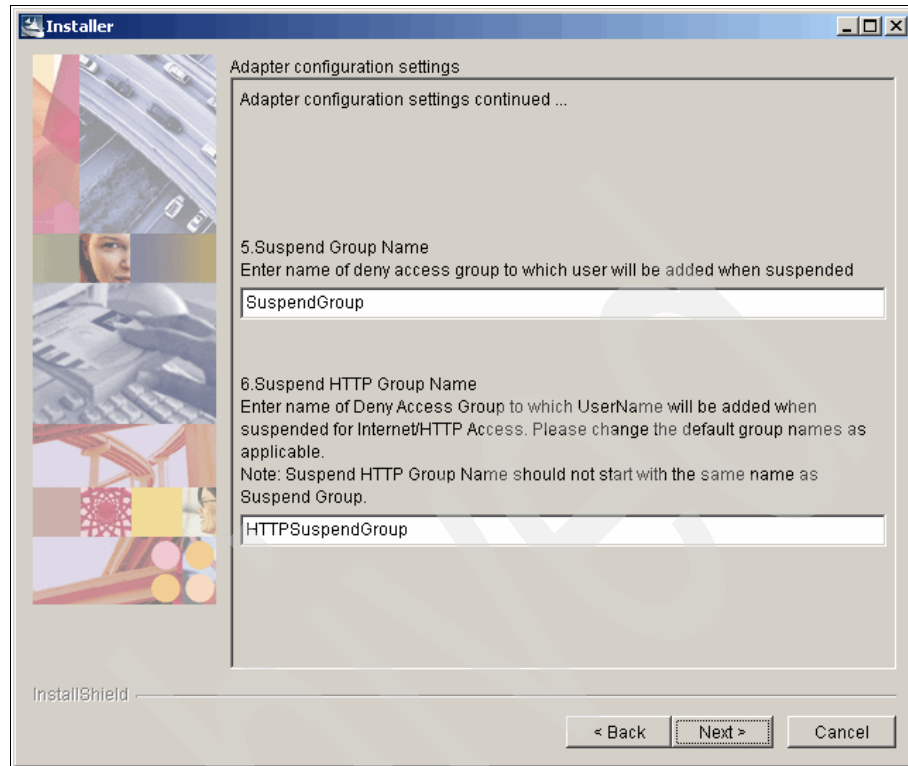 Installer
Adapter configuration settings
Adapter configuration settings continued ...
5.Suspend Group Name
Enter name of deny access group to which user will be added when suspended
SuspendGroup
6.Suspend HTTP Group Name
Enter name of Deny Access Group to which UserName will be added when
suspended for Internet/HTTP Access. Please change the default group names as
applicable.
Note: Suspend HTTP Group Name should not start with the same name as
Suspend Group.
HTTPSuspendGroup
InstallShield
< Back Next > Cancel